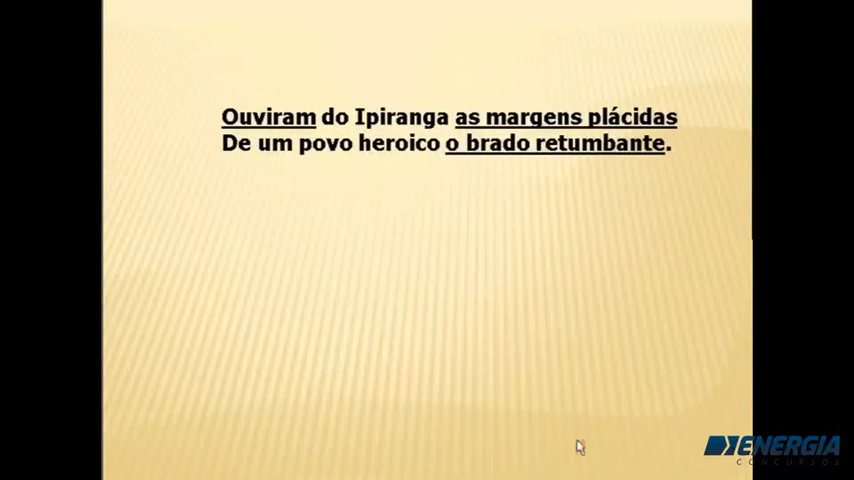 Ouviram do Ipiranga as margens plácidas
De um povo heroico o brado retumbante.
ENERGIA
CONCURSOS